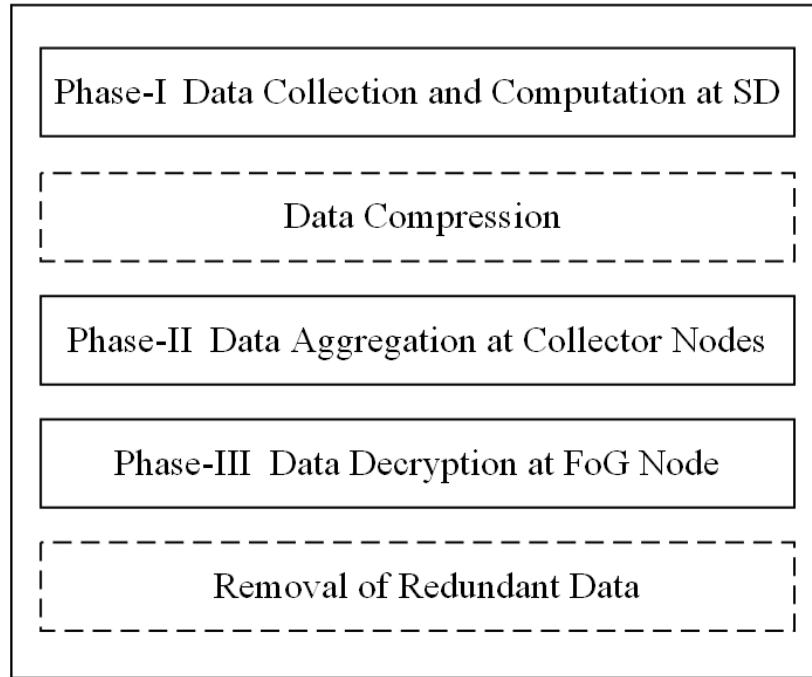 Phase-I Data Collection and Computation at SD
Data Compression
Phase-II Data Aggregation at Collector Nodes
Phase-III Data Decryption at FoG Node
Removal of Redundant Data